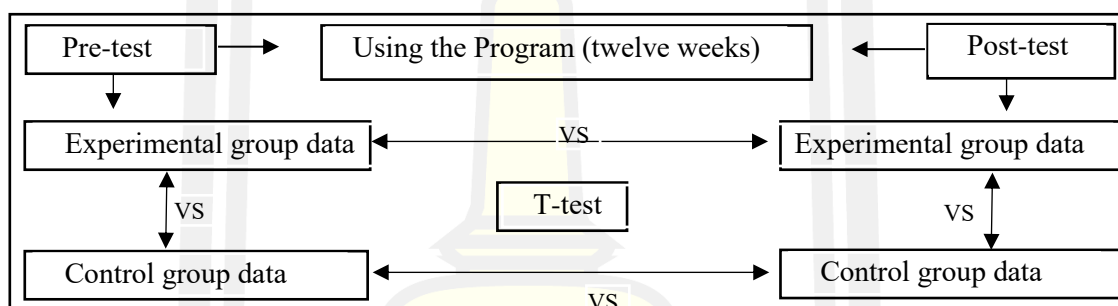 Pre-test
Using the Program (twelve weeks)
Post-test
Experimental group data
VS
Experimental group data
VS
T-test
VS
Control group data
VS
Control group data